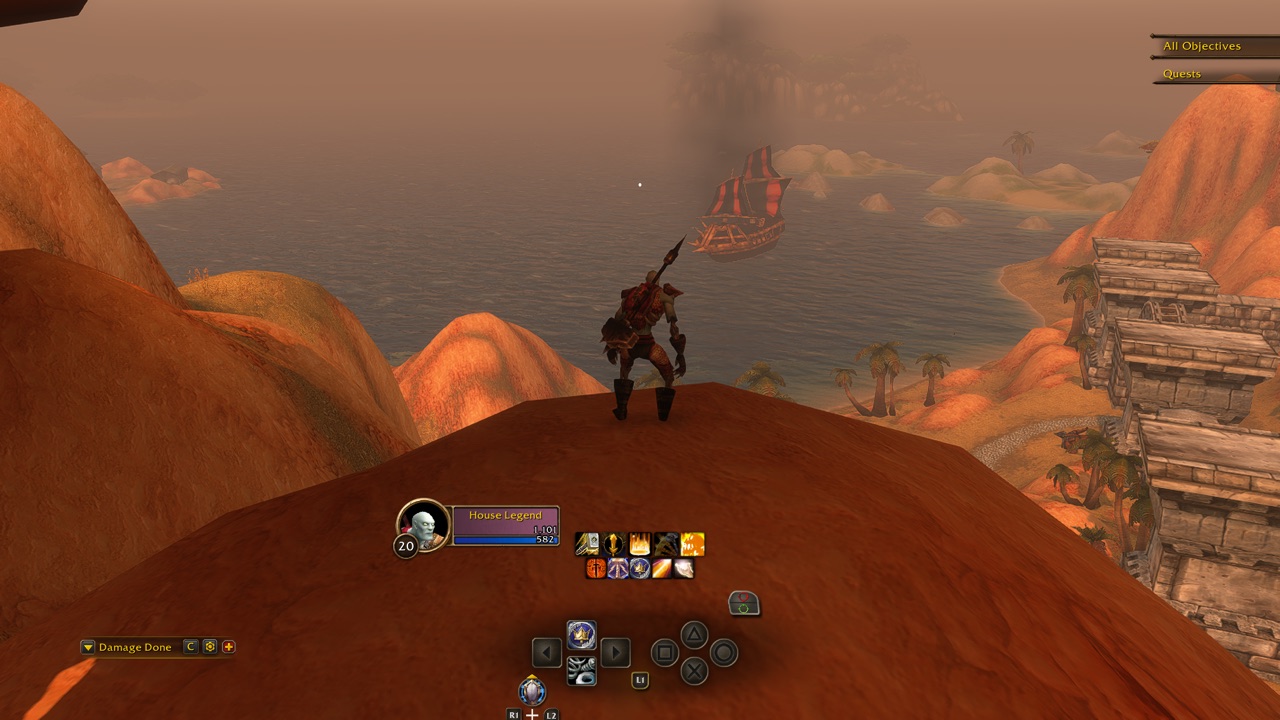 All Objectives
Quests
House Legend
1,101
582
20
Damage Done
C
L1
R1
L2